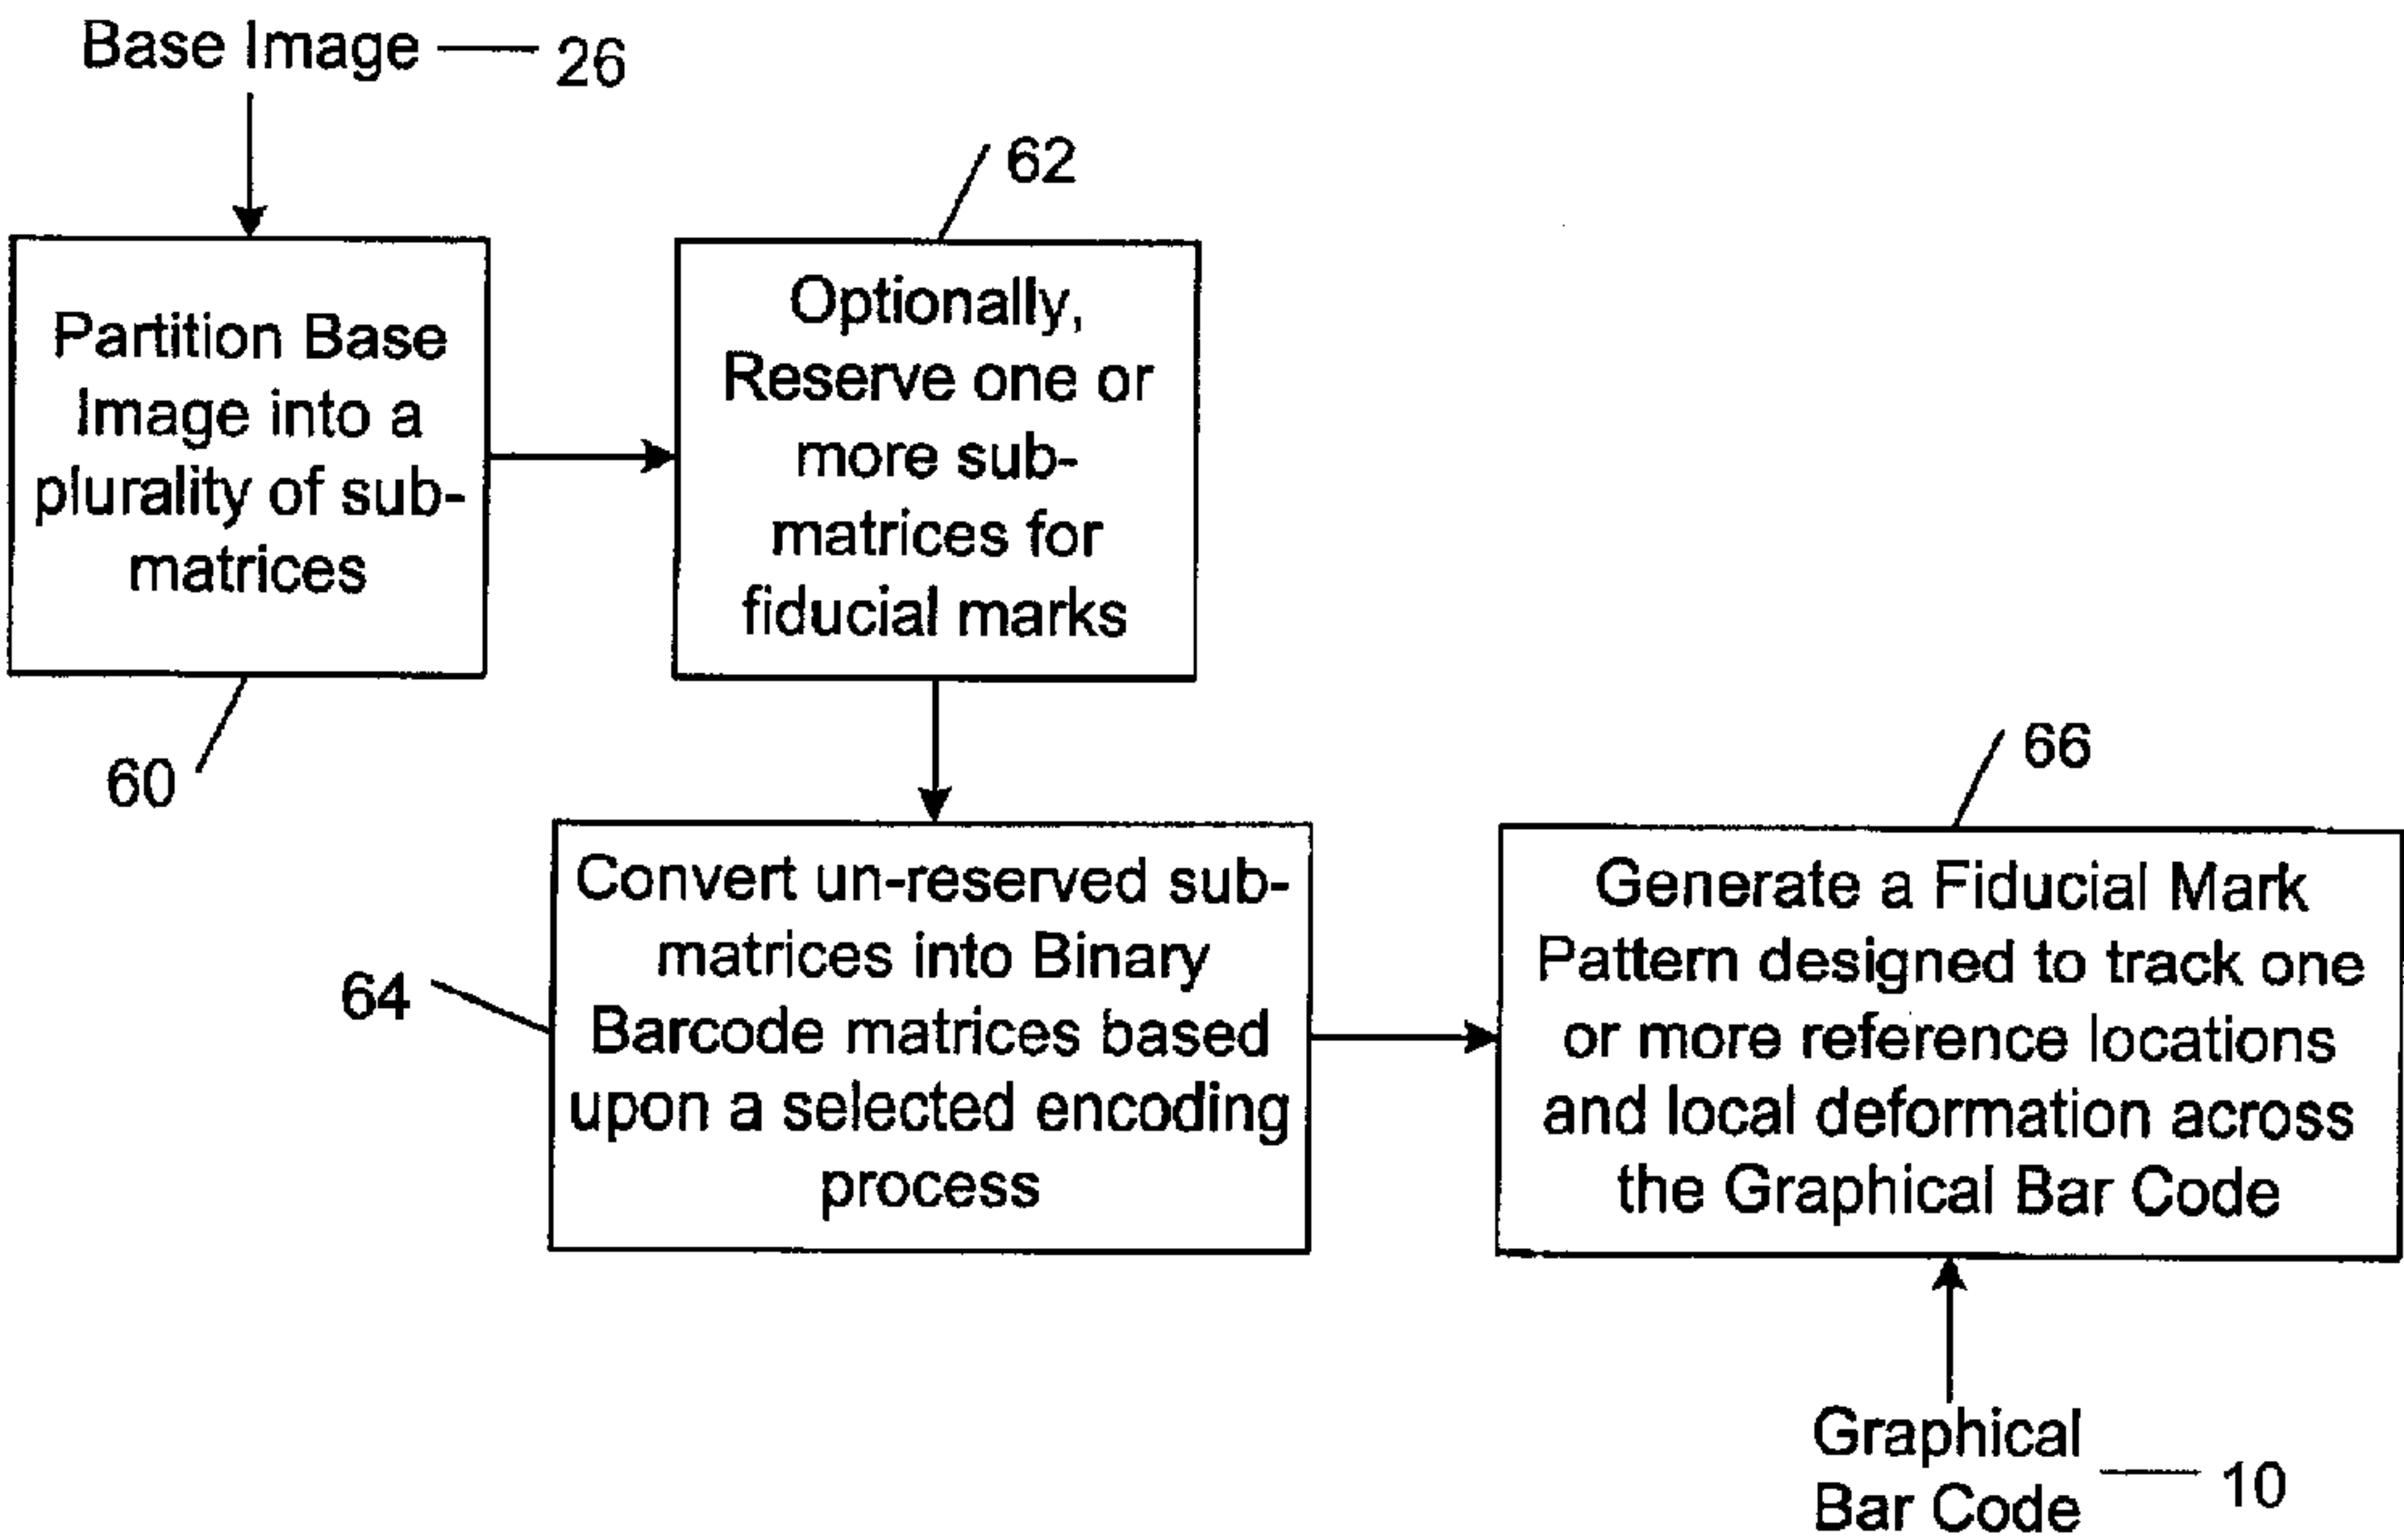 Base Image
26
62
Partition Base
Image into a
plurality of sub-
matrices
Optionally,
Reserve one or
more sub-
matrices for
fiducial marks
60
66
Convert un-reserved sub-
matrices into Binary
Barcode matrices based
upon a selected encoding
process
64
Generate a Fiducial Mark
Pattern designed to track one
or more reference locations
and local deformation across
the Graphical Bar Code
Graphical
Bar Code
10